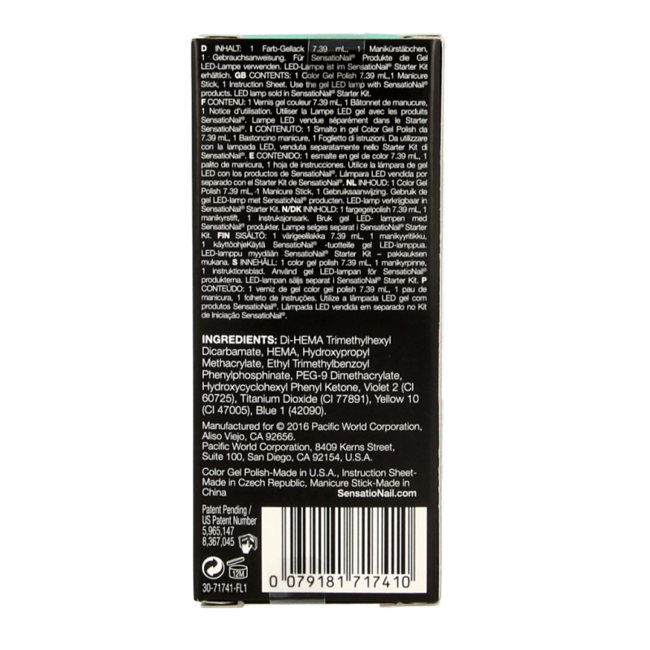 D INHALT: 1 Farb-Gellack 7.39 mL, 1 Manikürstäbchen,
1 Gebrauchsanweisung. Für SensatioNail® Produkte die Gel
LED-Lampe verwenden. LED-Lampe ist im SensatioNail® Starter Kit
erhältlich. GB CONTENTS: 1 Color Gel Polish 7.37 mL,1 Manicure
Stick, 1 Instruction Sheet. Use the gel LED lamp with SensatioNail®
products. LED lamp sold in SensatioNail® Starter Kit.
F CONTENU: 1 Vernis gel couleur 7.39 mL, 1 Bâtonnet de manucure,
1 Notice d'utilisation. Utiliser la Lampe LED gel avec les produits
SensatioNail®. Lampe LED vendue séparément dans le Starter
SensatioNail®. I CONTENUTO: 1 Smalto in gel Color Gel Polish da
7.39 mL, 1 Bastoncino manicure, 1 Foglietto di istruzioni. Da utilizzare
con la lampada LED, venduta separatamente nello Starter Kit di
SensatioNail®. E CONTENIDO: 1 esmalte en gel de color 7.39 mL, 1
palito de manicura, 1 hoja de instrucciones. Utilice la lámpara de gel
LED con los productos de SensatioNail®. Lámpara LED vendida por
separado con el Starter Kit de SensatioNail®. NL INHOUD: 1 Color Gel
Polish 7.39 mL, 1 Manicure Stick, 1 Gebruiksaanwijzing. Gebruik de
gel LED-lamp met SensatioNail® producten. LED-lamp verkrijgbaar in
SensatioNail® Starter Kit. N/DK INNHOLD: 1 fargegelpolish 7.39 mL, 1
manikyrstift, 1 instruksjonsark. Bruk gel LED- lampen med
SensatioNail® produkter. Lampe selges separat i SensatioNail® Starter
Kit. FIN SISÄLTÖ: 1 värigeellakka 7.39 mL, 1 manikyyritikku,
1 käyttöohjeKäytä SensatioNail® -tuotteille gel LED-lamppua.
LED-lamppu myydään SensatioNail® Starter Kit – pakkauksen
mukana. S INNEHÅLL: 1 color gel polish 7.39 mL, 1 manikyrpinne,
1 instruktionsblad. Använd gel LED-lampan för SensatioNail®
produkterna. LED-lampan säljs separat i SensatioNail® Starter Kit. P
CONTEUDO: 1 verniz de gel color gel polish 7.39 mL, 1 pau de
manicura, 1 folheto de instruções. Utilize a lâmpada LED gel com
produtos SensatioNail®. Lâmpada LED vendida em separado no Kit
de Iniciação SensatioNail®.
INGREDIENTS: Di-HEMA Trimethylhexyl
Dicarbamate, HEMA, Hydroxypropyl
Methacrylate, Ethyl Trimethylbenzoyl
Phenylphosphinate, PEG-9 Dimethacrylate,
Hydroxycyclohexyl Phenyl Ketone, Violet 2 (CI
60725), Titanium Dioxide (CI 77891), Yellow 10
(CI 47005), Blue 1 (42090).
Manufactured for © 2016 Pacific World Corporation,
Aliso Viejo, CA 92656.
Pacific World Corporation, 8409 Kerns Street,
Suite 100, San Diego, CA 92154, U.S.A.
Color Gel Polish-Made in U.S.A., Instruction Sheet-
Made in Czech Republic, Manicure Stick-Made in
China
SensatioNail.com
Patent Pending /
US Patent Number
5,965,147
8,367,045
12M
30-71741-FL1
0 079181 717410